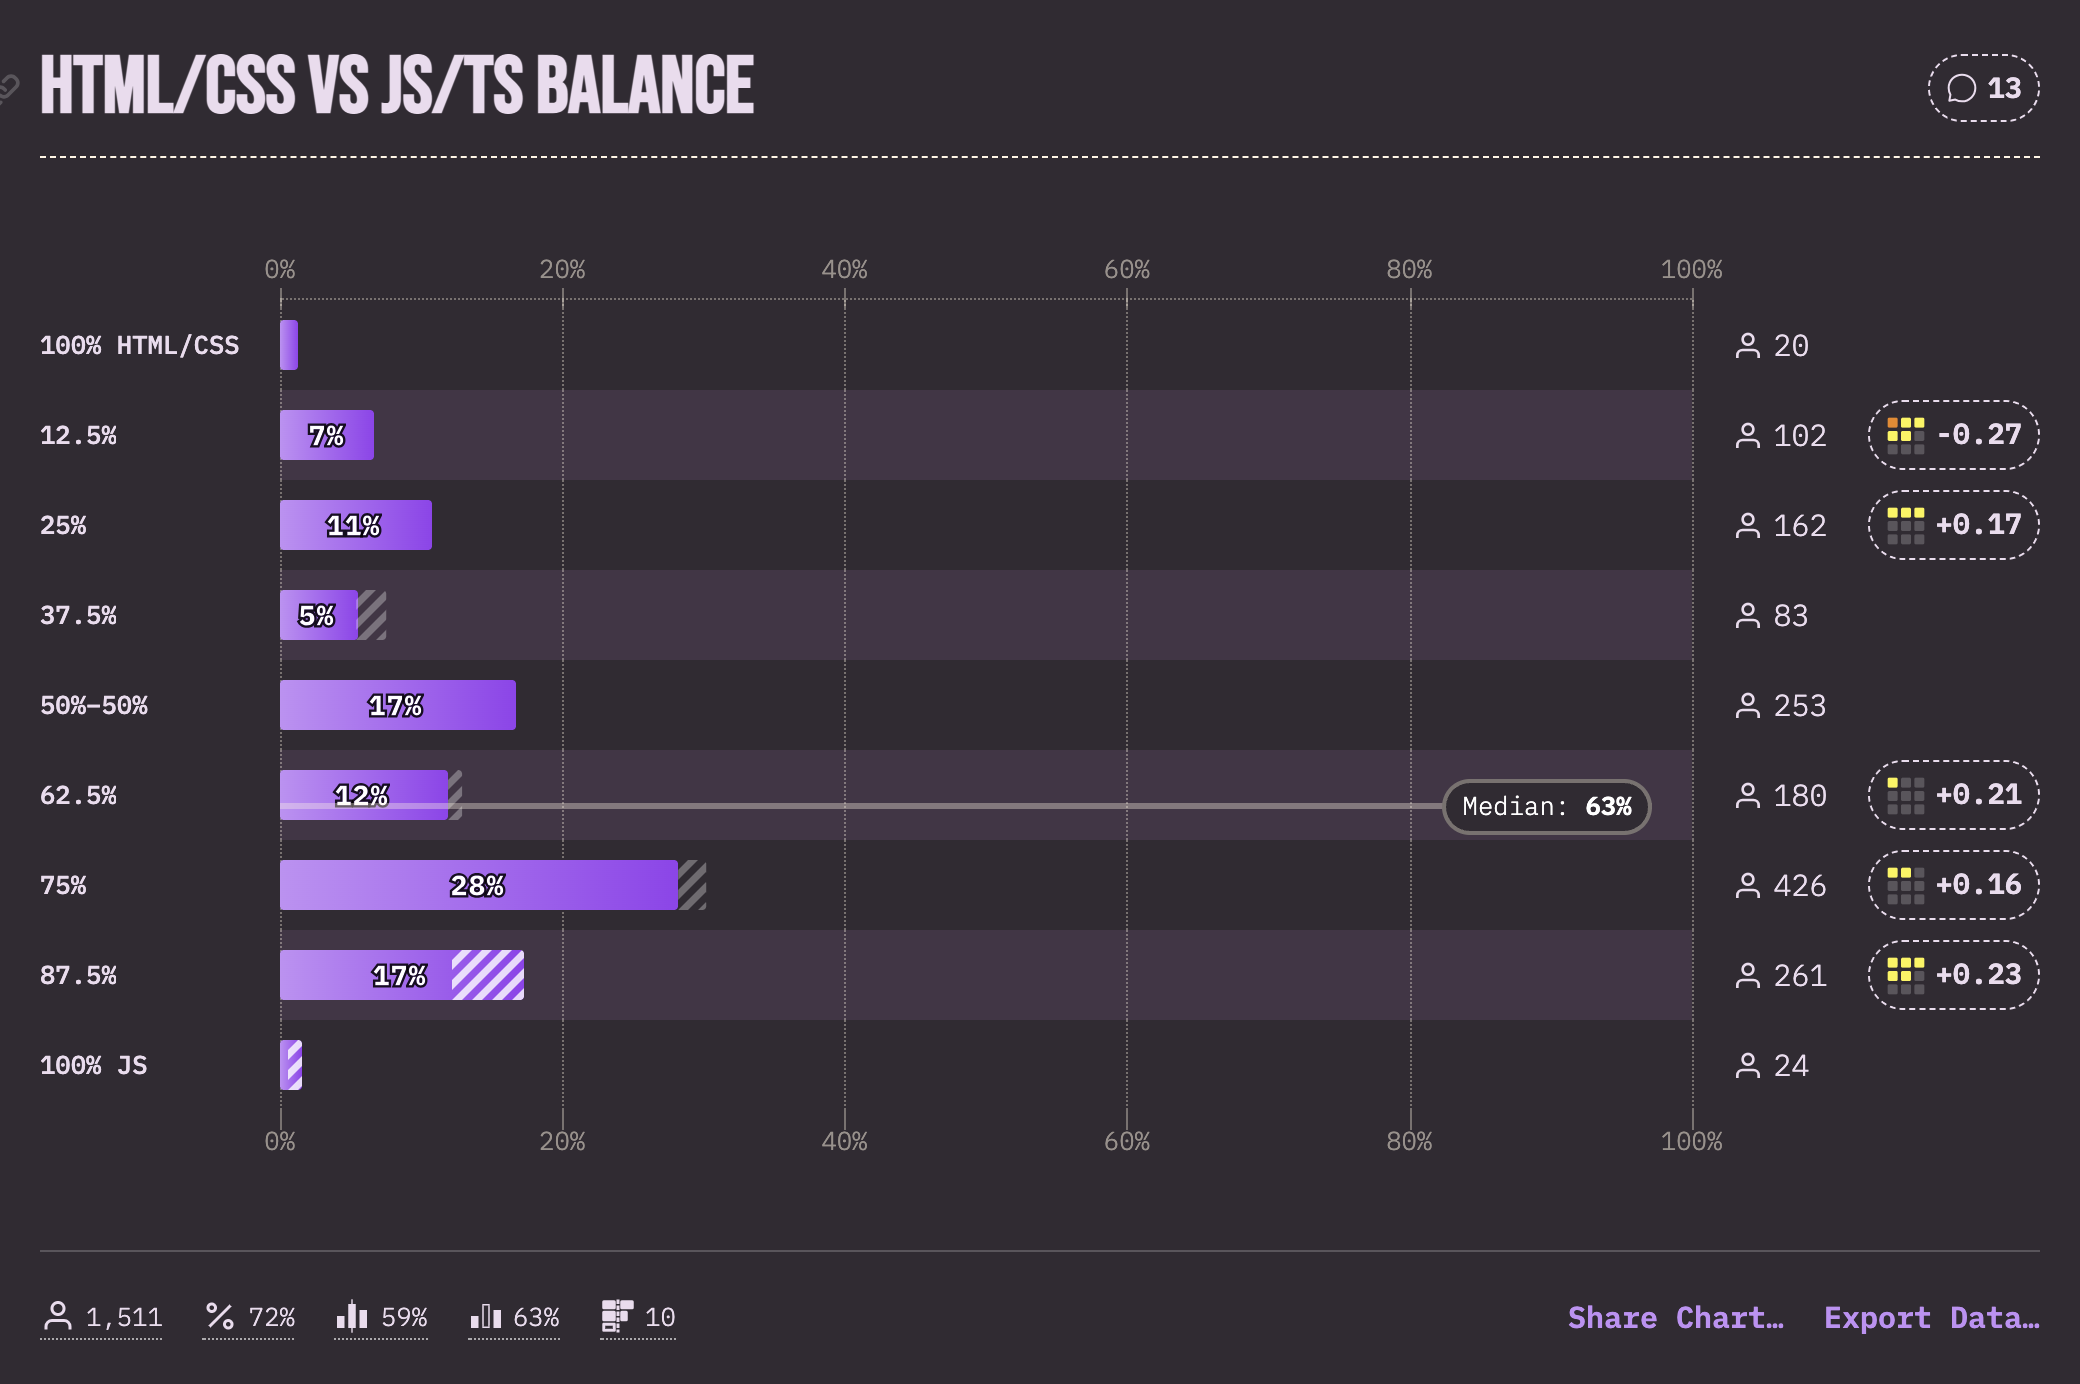 HTML/CSS VS JS/TS BALANCE
13
0% 20% 40% 60% 80% 100%
100% HTML/CSS 20
12.5% 7% 102 -0.27
25% 11% 162 +0.17
37.5% 5% 83
50%–50% 17% 253
62.5% 12% Median: 63% 180 +0.21
75% 28% 426 +0.16
87.5% 17% 261 +0.23
100% JS 24
0% 20% 40% 60% 80% 100%
1,511 72% 59% 63% 10 Share Chart… Export Data…